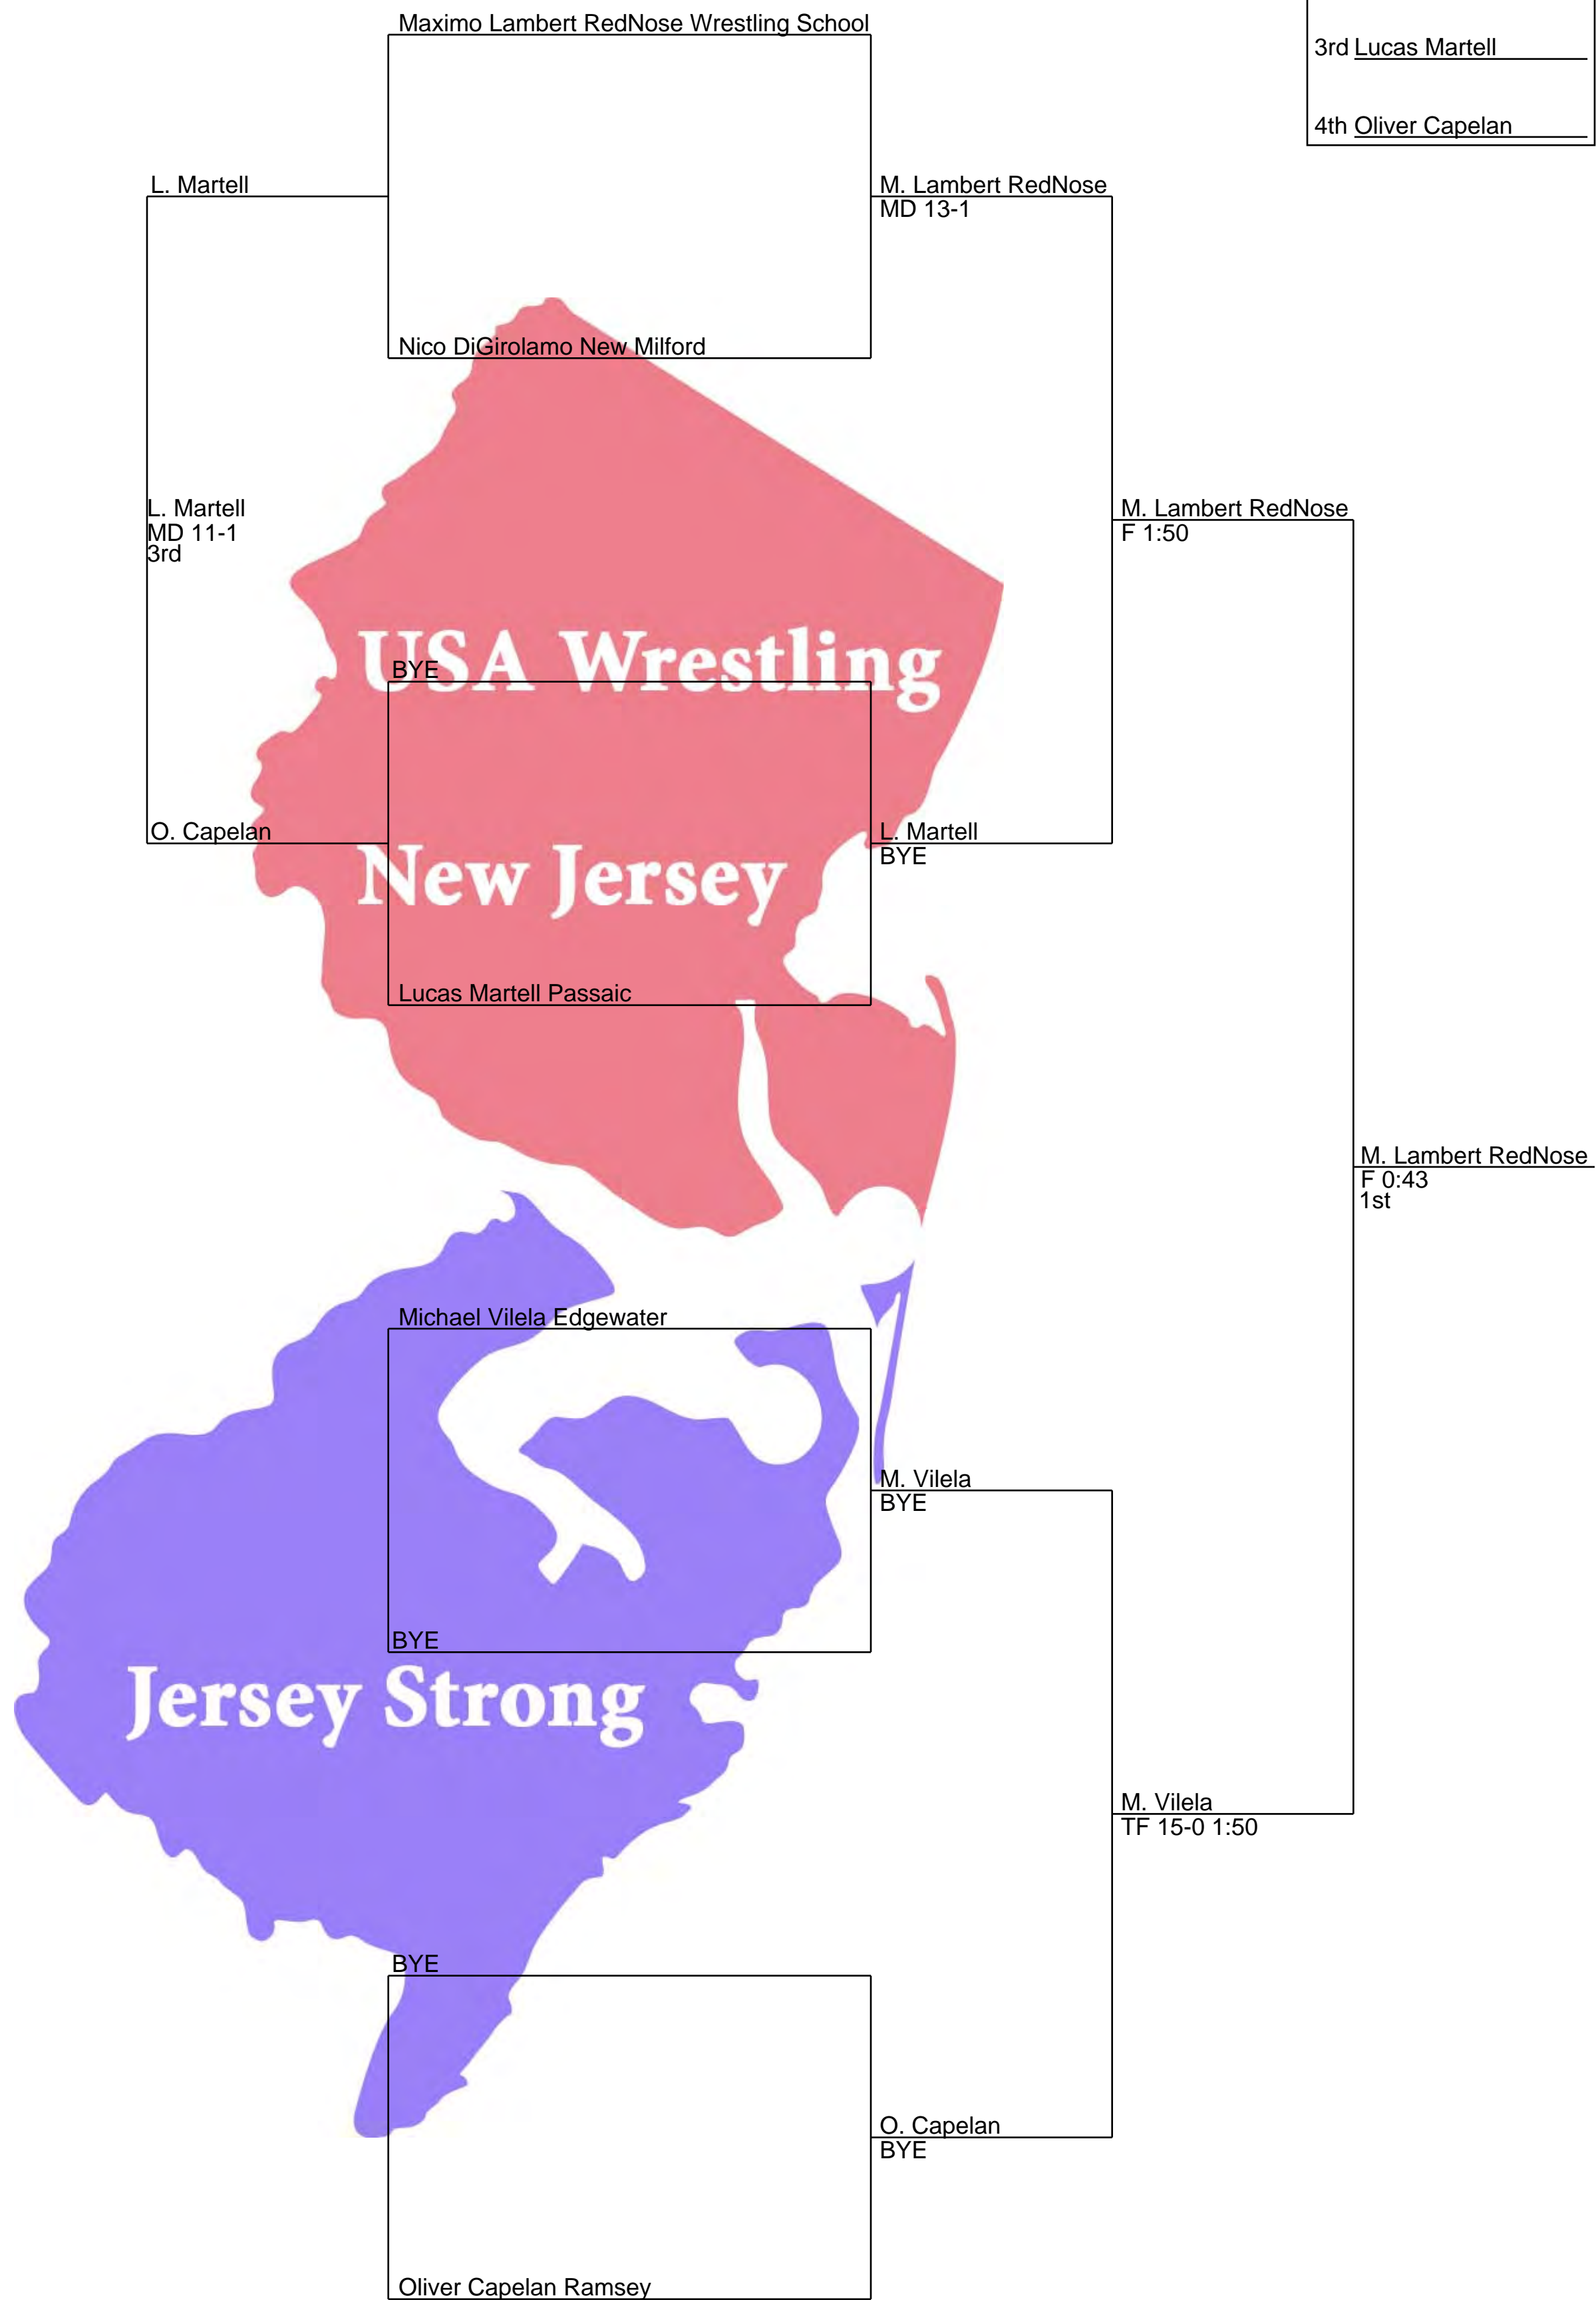 Maximo Lambert RedNose Wrestling School
3rd Lucas Martell
4th Oliver Capelan
L. Martell
M. Lambert RedNose
MD 13-1
Nico DiGirolamo New Milford
L. Martell
MD 11-1
3rd
M. Lambert RedNose
F 1:50
USA Wrestling
BYE
O. Capelan
L. Martell
BYE
New Jersey
Lucas Martell Passaic
M. Lambert RedNose
F 0:43
1st
Michael Vilela Edgewater
M. Vilela
BYE
BYE
Jersey Strong
M. Vilela
TF 15-0 1:50
BYE
O. Capelan
BYE
Oliver Capelan Ramsey